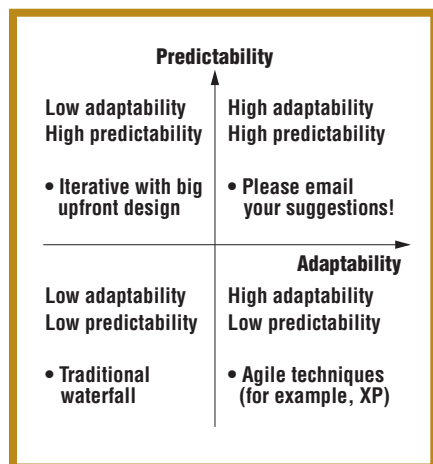 Predictability
Low adaptability
High predictability
• Iterative with big
upfront design
High adaptability
High predictability
• Please email
your suggestions!
Adaptability
Low adaptability
Low predictability
• Traditional
waterfall
High adaptability
Low predictability
• Agile techniques
(for example, XP)